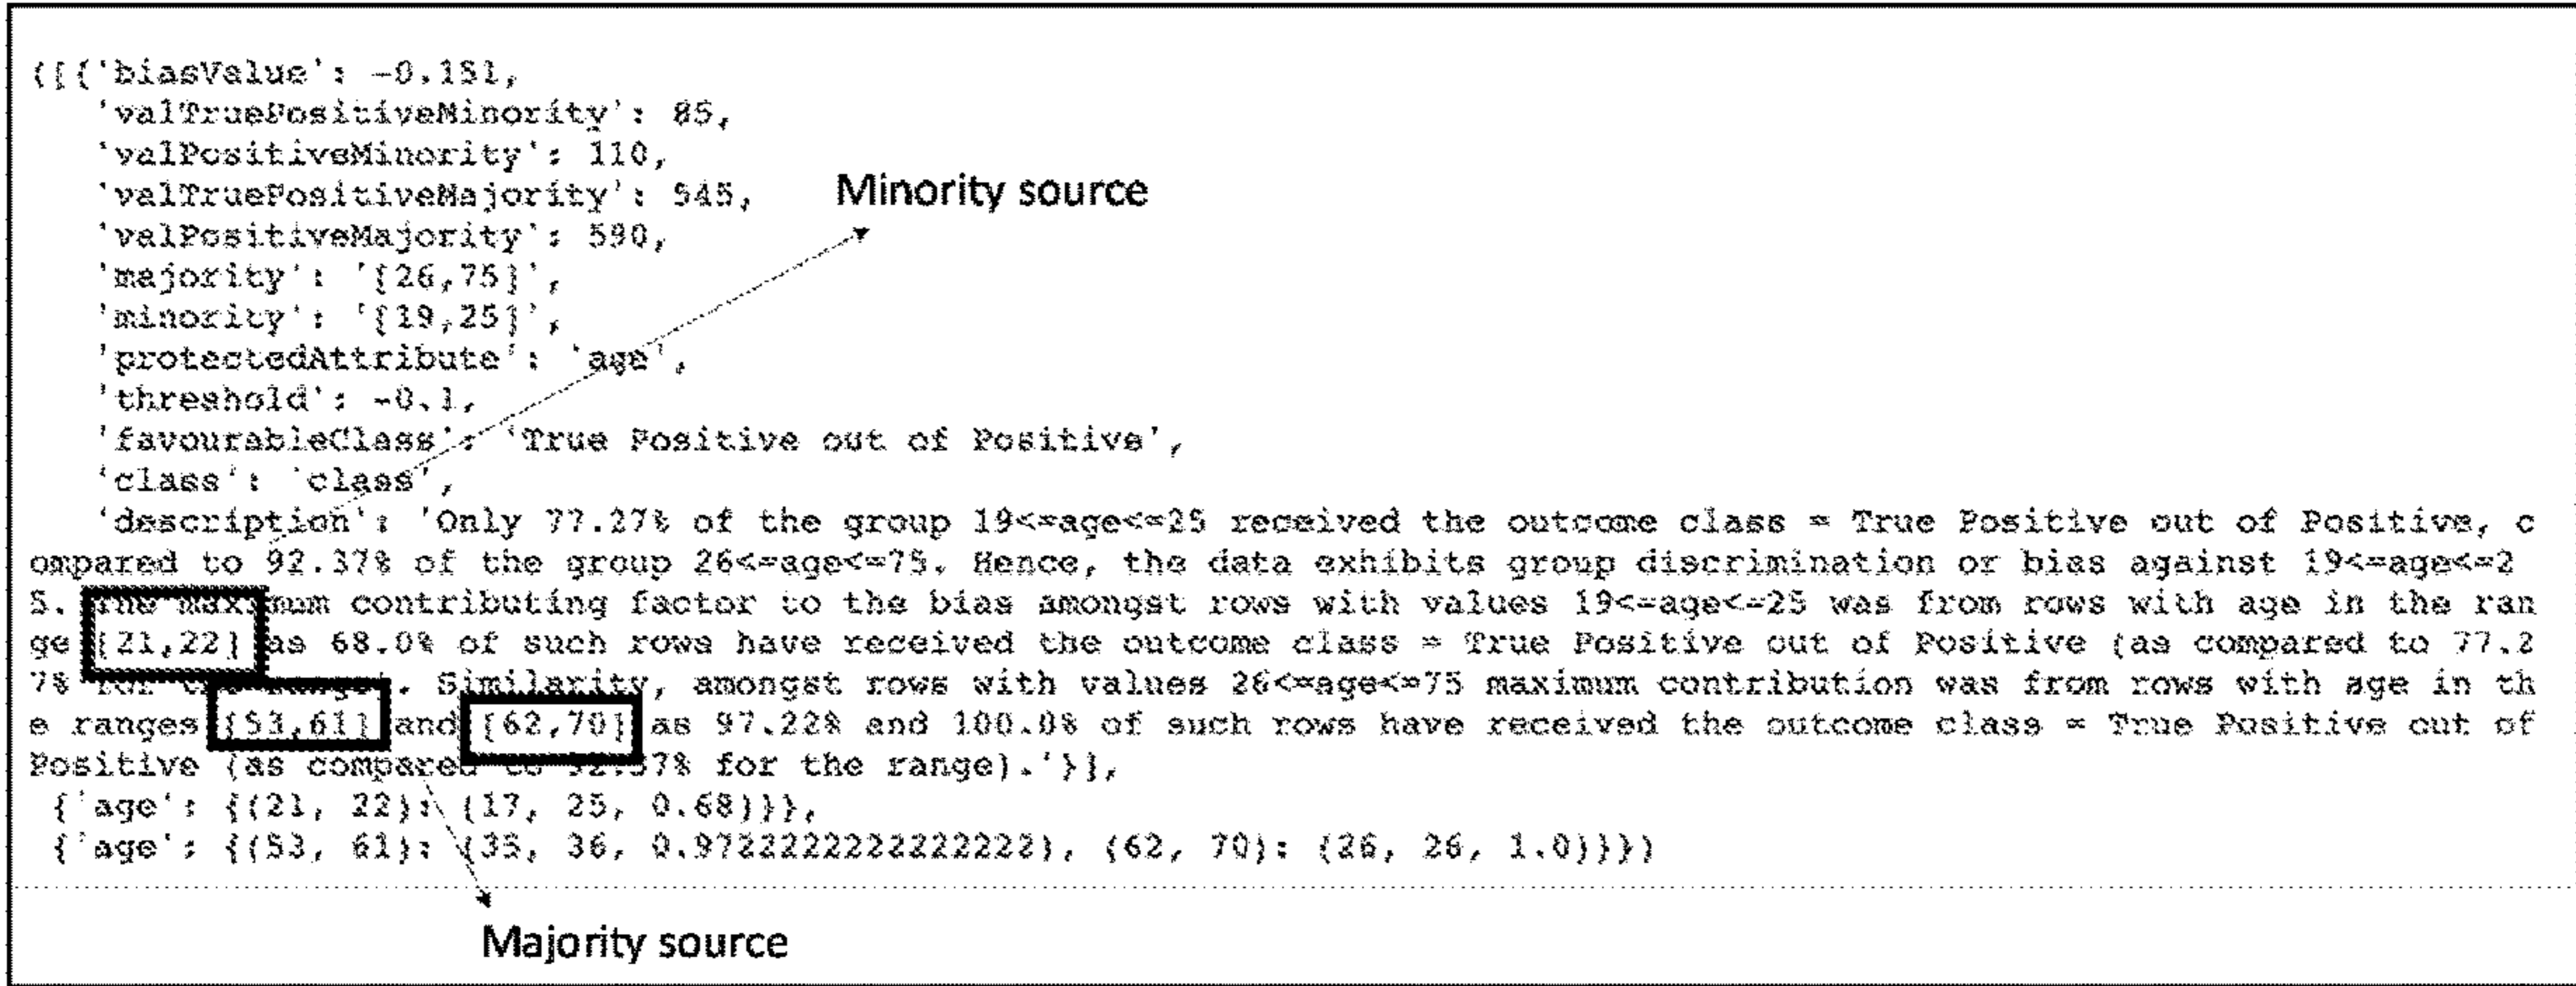 ([{'biasValue': -0.151,
'valTruePositiveMinority': 85,
'valPositiveMinority': 110,
'valTruePositiveMajority': 545,
Minority source
'valPositiveMajority': 590,
'majority': '[26,75]',
'minority': '[19,25]',
'protectedAttribute': 'age',
'threshold': -0.1,
'favourableClass': 'True Positive out of Positive',
'class': 'class',
'description': 'Only 77.27% of the group 19<=age<=25 received the outcome class = True Positive out of Positive, c
ompared to 92.37% of the group 26<=age<=75. Hence, the data exhibits group discrimination or bias against 19<=age<=2
5. The maximum contributing factor to the bias amongst rows with values 19<=age<=25 was from rows with age in the ran
ge [21,22] as 68.0% of such rows have received the outcome class = True Positive out of Positive (as compared to 77.2
7% for the range). Similarity, amongst rows with values 26<=age<=75 maximum contribution was from rows with age in th
e ranges [53,61] and [62,70] as 97.22% and 100.0% of such rows have received the outcome class = True Positive out of
Positive (as compared to 92.37% for the range).'}],
{'age': {(21, 22): (17, 25, 0.68)}},
{'age': {(53, 61): (35, 36, 0.9722222222222222), (62, 70): (26, 26, 1.0)}})
Majority source